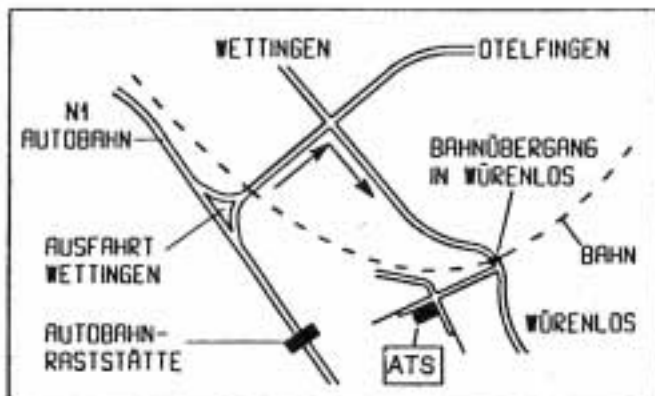 WETTINGEN
OTELFINGEN
N1
AUTOBAHN
BAHNÜBERGANG
IN WÜRENLOS
AUSFAHRT
WETTINGEN
BAHN
AUTOBAHN-
RASTSTÄTTE
WÜRENLOS
ATS